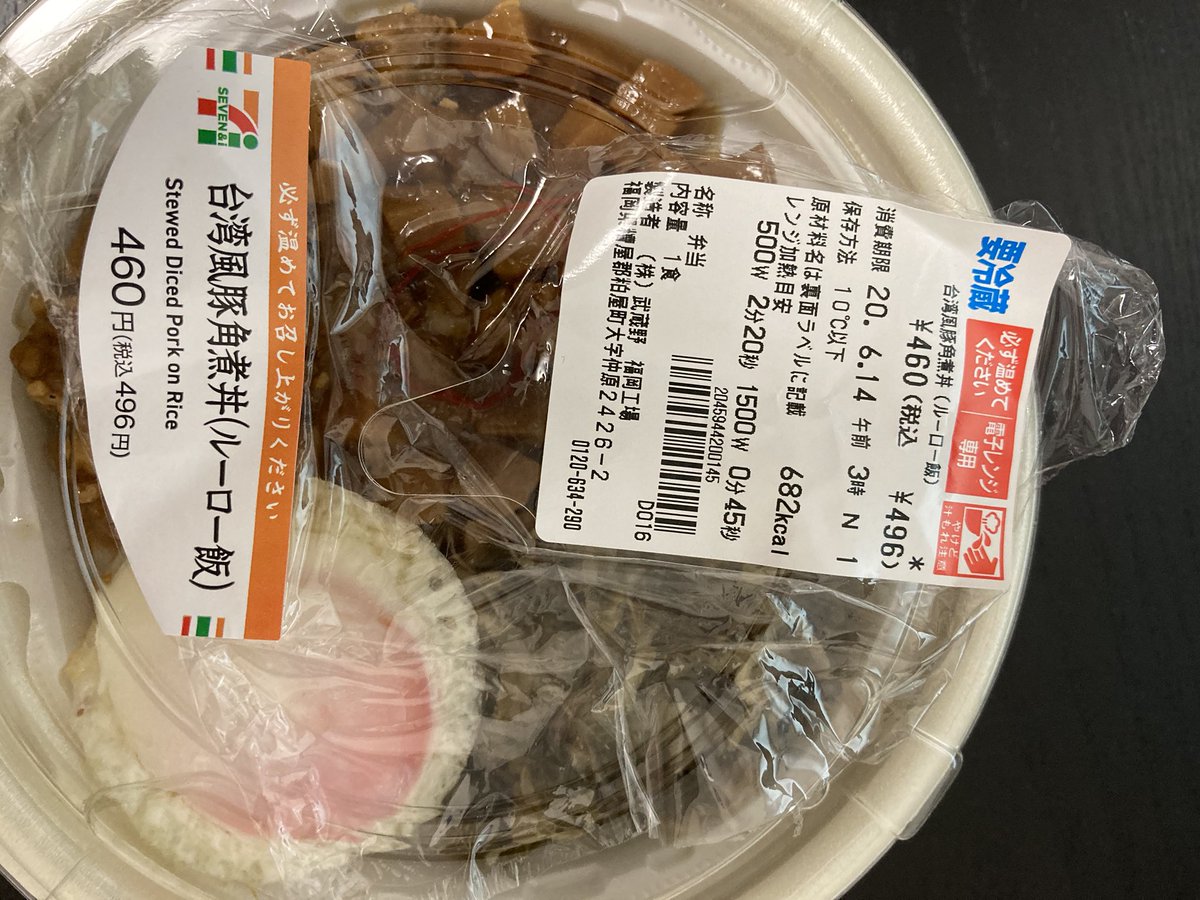 必ず温めてお召し上がりください
SEVEN&i
台湾風豚角煮丼(ルーロー飯)
Stewed Diced Pork on Rice
460円(税込496円)
要冷蔵
必ず温めて
ください
電子レンジ
専用
やけど
汁もれ注意
台湾風豚角煮丼(ルーロー飯)
¥460(税込 ¥496)*
消費期限 20. 6.14 午前 3時 N 1
保存方法 10℃以下
原材料名は裏面ラベルに記載 682kcal
レンジ加熱目安
500W 2分20秒 1500W 0分45秒
2045944200145
名称 弁当
内容量 1食 D016
製造者 (株)武蔵野 福岡工場
福岡県糟屋郡粕屋町大字仲原2426-2
0120-634-290